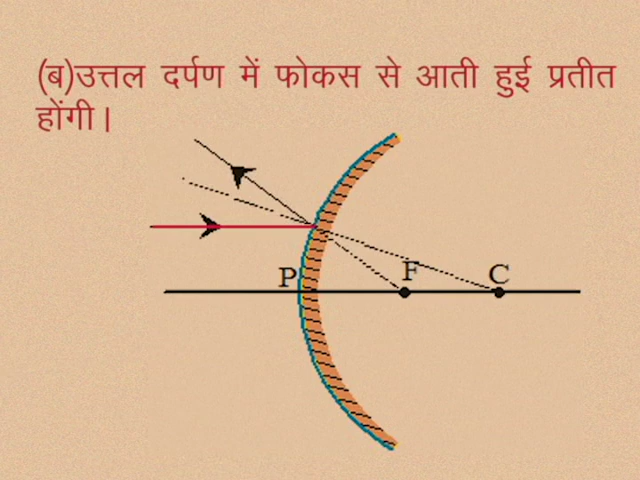 (ब)उत्तल दर्पण में फोकस से आती हुई प्रतीत
होंगी।
P F C